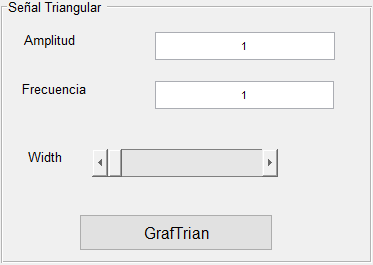 Señal Triangular
Amplitud
1
Frecuencia
1
Width
GrafTrian